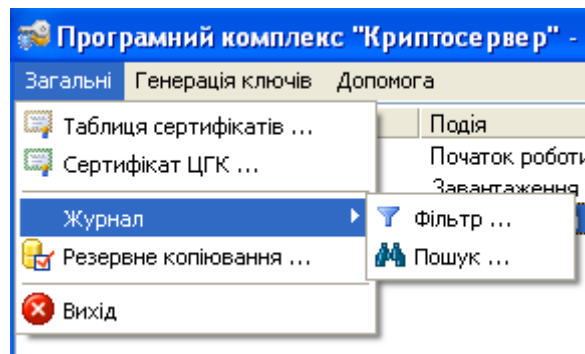 Програмний комплекс "Криптосервер" -
Загальні Генерація ключів Допомога
Таблиця сертифікатів ...
Сертифікат ЦГК ...
Журнал
Резервне копіювання ...
Вихід
Подія
Початок роботи
Завантаження
Фільтр ...
Пошук ...